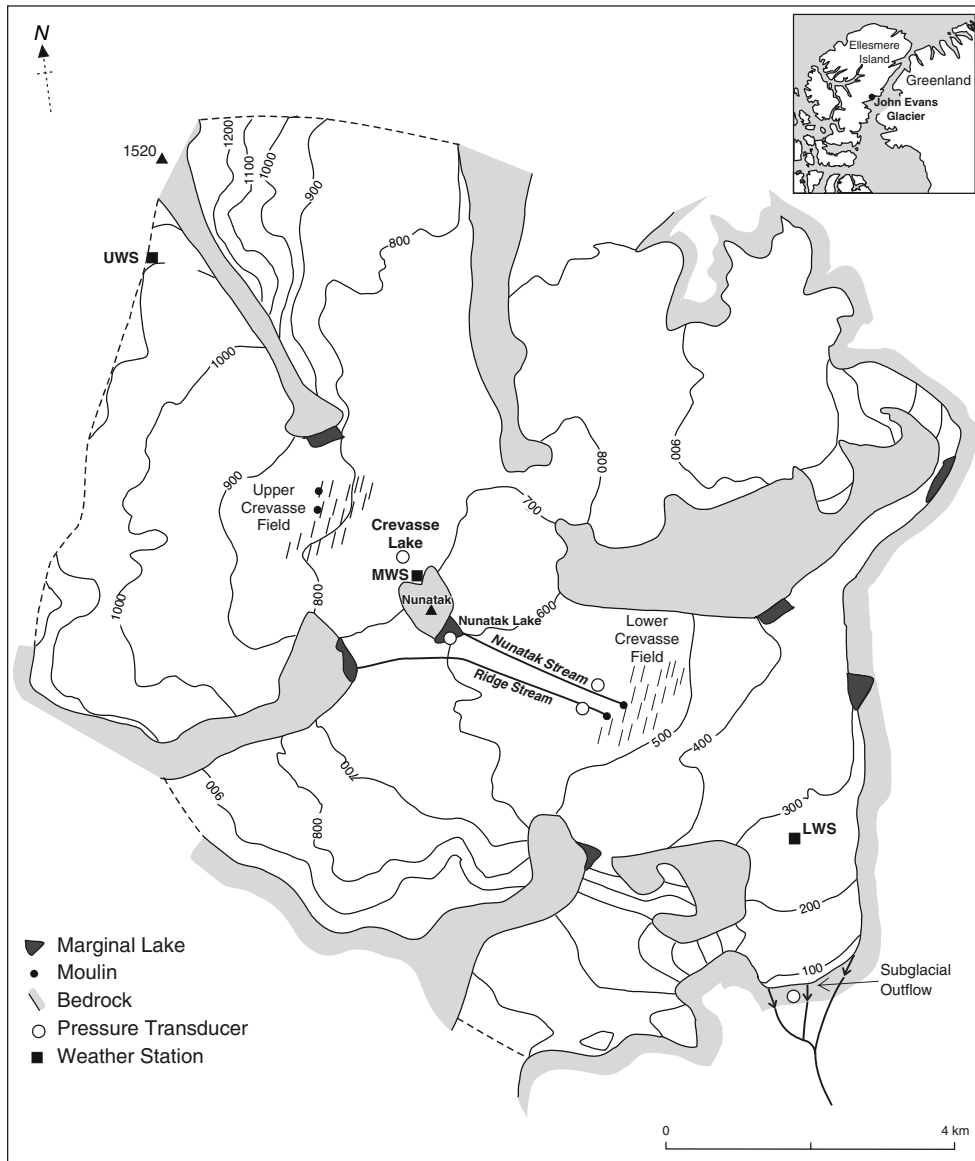 N
Ellesmere
Island
Greenland
John Evans
Glacier
1520
1200
1100
1000
900
800
UWS
1000
900
800
900
Upper
Crevasse
Field
Crevasse
Lake
MWS
700
1000
800
Nunatak
Nunatak Lake
600
Lower
Crevasse
Field
Nunatak Stream
Ridge Stream
500
400
700
900
800
300
LWS
200
100
Subglacial
Outflow
Marginal Lake
Moulin
Bedrock
Pressure Transducer
Weather Station
0
4 km